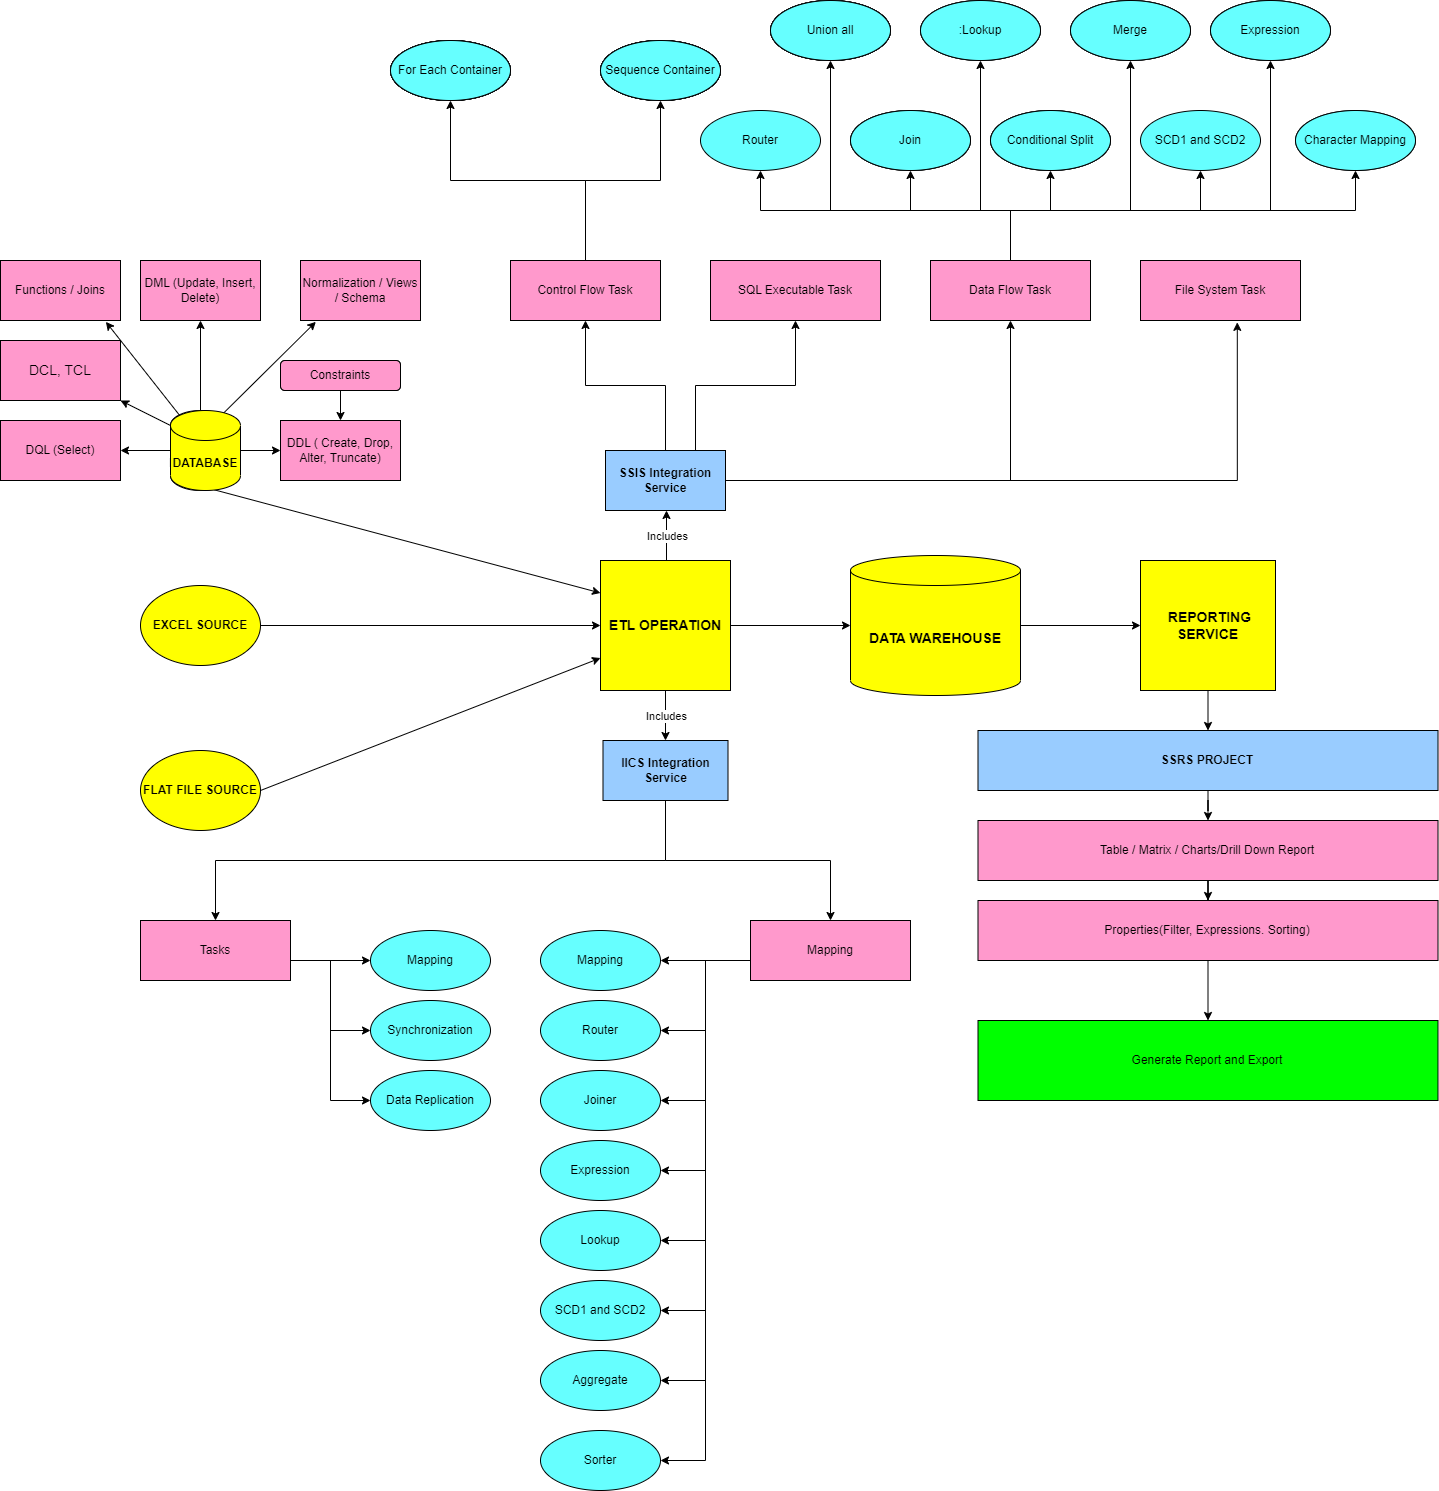 Union all
:Lookup
Merge
Expression
For Each Container
Sequence Container
Router
Join
Conditional Split
SCD1 and SCD2
Character Mapping
Functions / Joins
DML (Update, Insert,
Delete)
Normalization / Views
/ Schema
Control Flow Task
SQL Executable Task
Data Flow Task
File System Task
DCL, TCL
Constraints
DQL (Select)
DATABASE
DDL ( Create, Drop,
Alter, Truncate)
SSIS Integration
Service
Includes
EXCEL SOURCE
ETL OPERATION
DATA WAREHOUSE
REPORTING
SERVICE
Includes
FLAT FILE SOURCE
IICS Integration
Service
SSRS PROJECT
Table / Matrix / Charts/Drill Down Report
Properties(Filter, Expressions. Sorting)
Generate Report and Export
Tasks
Mapping
Synchronization
Data Replication
Mapping
Mapping
Router
Joiner
Expression
Lookup
SCD1 and SCD2
Aggregate
Sorter